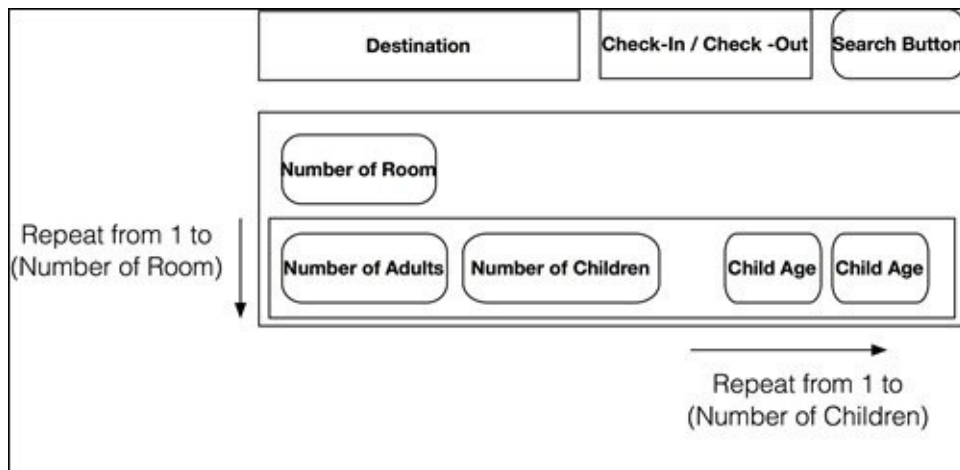 Destination
Check-In / Check -Out
Search Button
Number of Room
Repeat from 1 to
(Number of Room)
Number of Adults
Number of Children
Child Age
Child Age
Repeat from 1 to
(Number of Children)